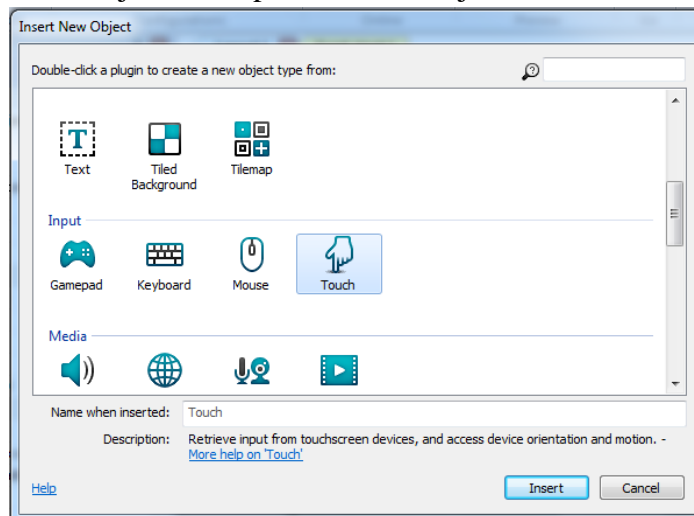 Insert New Object
Double-click a plugin to create a new object type from:
Text
Tiled
Background
Tilemap
Input
Gamepad
Keyboard
Mouse
Touch
Media
Name when inserted:
Touch
Description:
Retrieve input from touchscreen devices, and access device orientation and motion. -
More help on 'Touch'
Help
Insert
Cancel